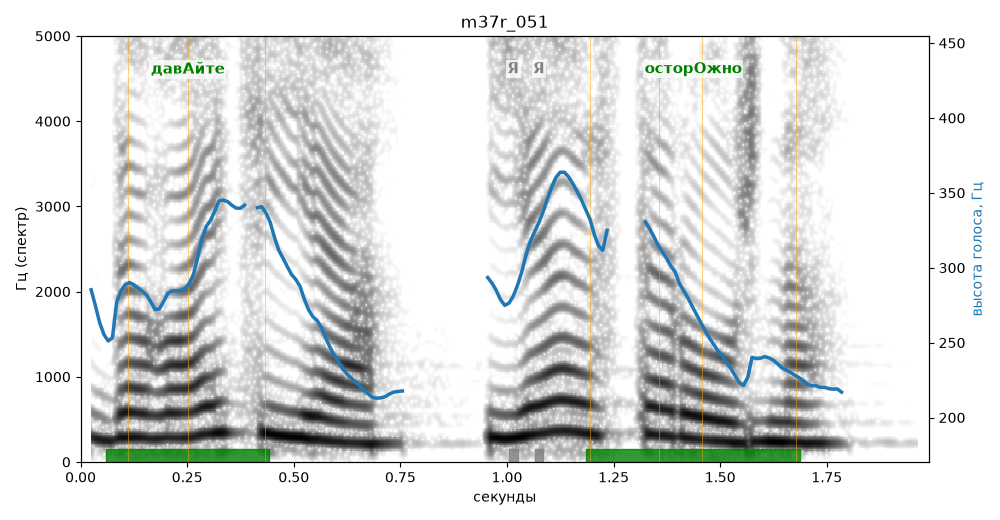 m37r_051
давАйте
Я Я
осторОжно
Гц (спектр)
5000
4000
3000
2000
1000
0
450
400
350
300
250
200
высота голоса, Гц
0.00 0.25 0.50 0.75 1.00 1.25 1.50 1.75
секунды